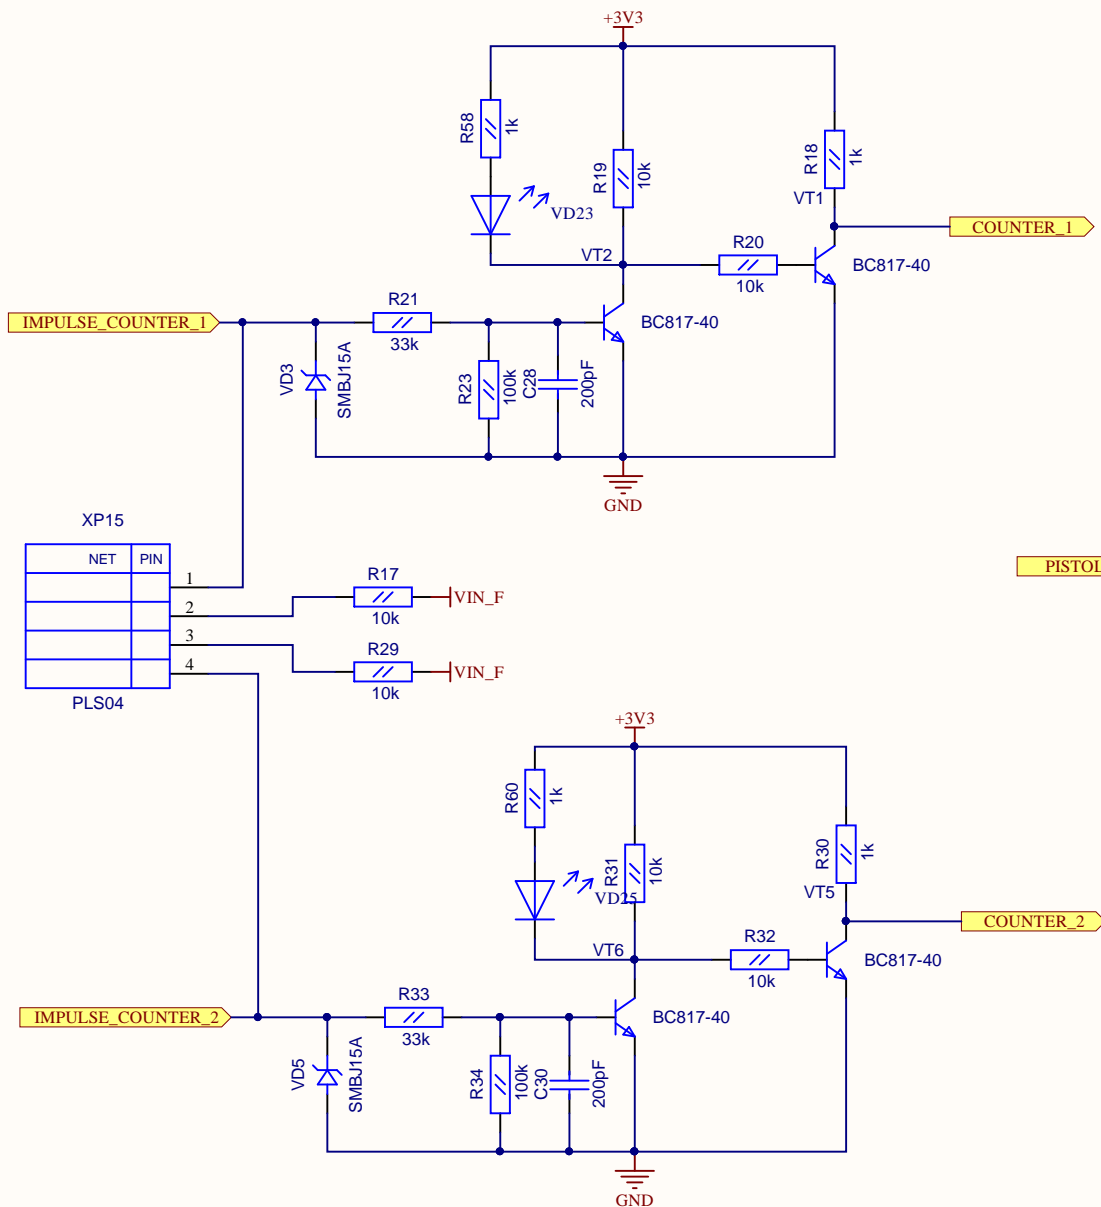 +3V3
R58
1k
R19
10k
R18
1k
VT1
VD23
COUNTER_1
VT2
R20
10k
BC817-40
IMPULSE_COUNTER_1
R21
33k
BC817-40
VD3
SMBJ15A
R23
100k
C28
200pF
GND
XP15
NET PIN
1
2
3
4
PLS04
R17
10k
VIN_F
R29
10k
VIN_F
PISTOL
+3V3
R60
1k
R31
10k
R30
1k
VD25
VT5
COUNTER_2
VT6
R32
10k
BC817-40
IMPULSE_COUNTER_2
R33
33k
BC817-40
VD5
SMBJ15A
R34
100k
C30
200pF
GND